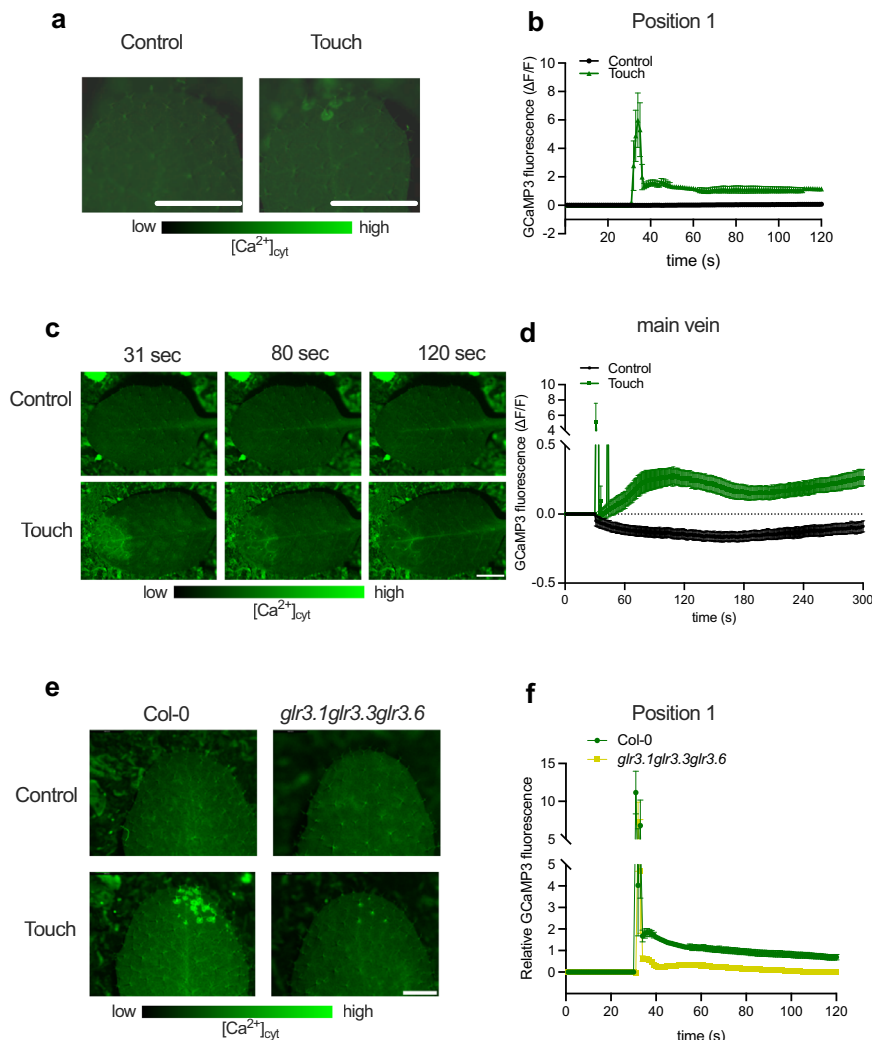 a
Control
Touch
low
high
[Ca2+]cyt
b
Position 1
Control
Touch
GCaMP3 fluorescence (ΔF/F)
10
8
6
4
2
0
-2
20
40
60
80
100
120
time (s)
c
31 sec
80 sec
120 sec
Control
Touch
low
high
[Ca2+]cyt
d
main vein
Control
Touch
GCaMP3 fluorescence (ΔF/F)
10
8
6
4
0.5
0.0
-0.5
0
60
120
180
240
300
time (s)
e
Col-0
glr3.1glr3.3glr3.6
Control
Touch
low
high
[Ca2+]cyt
f
Position 1
Col-0
glr3.1glr3.3glr3.6
Relative GCaMP3 fluorescence
15
10
5
5
4
3
2
1
0
0
20
40
60
80
100
120
time (s)